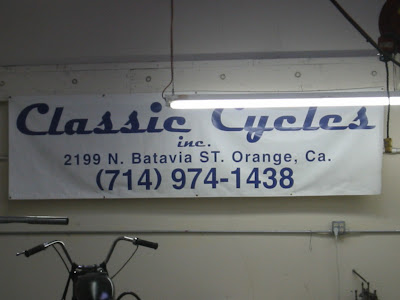 Classic Cycles
inc.
2199 N. Batavia ST. Orange, Ca.
(714) 974-1438